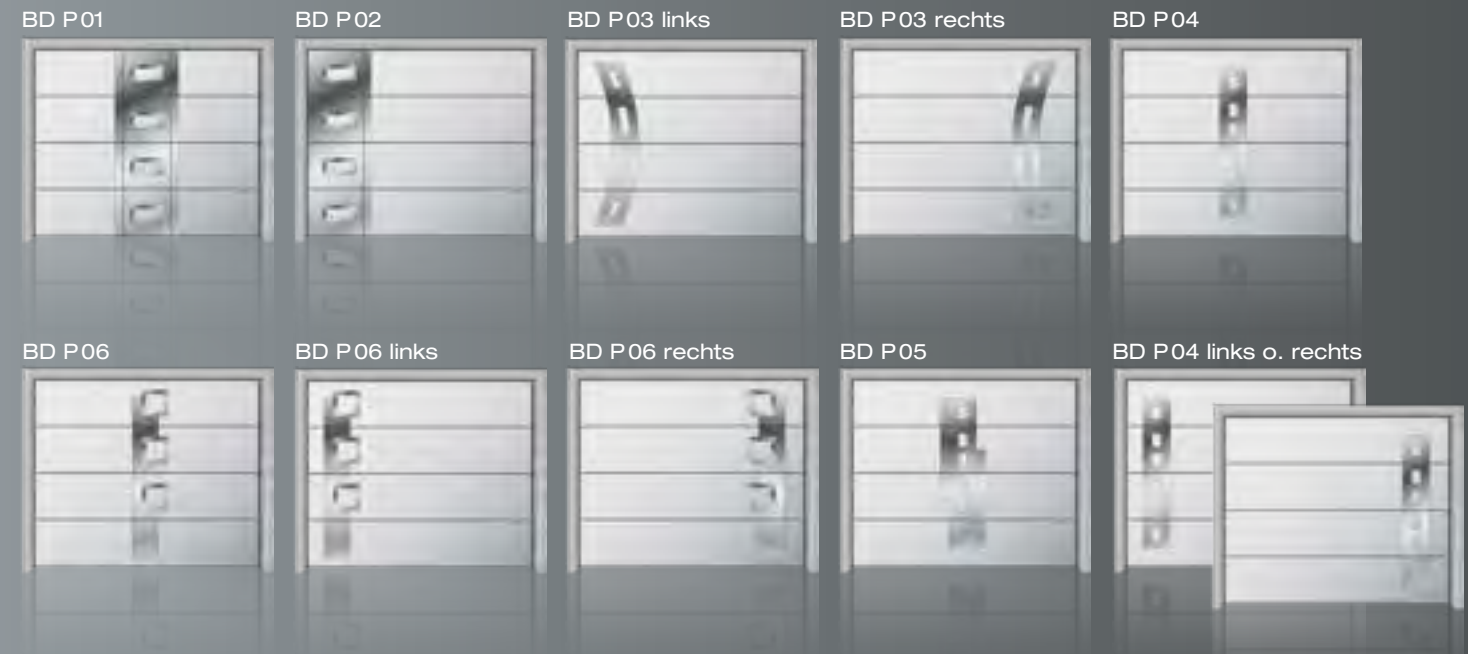 BD P01
BD P02
BD P03 links
BD P03 rechts
BD P04
BD P06
BD P06 links
BD P06 rechts
BD P05
BD P04 links o. rechts